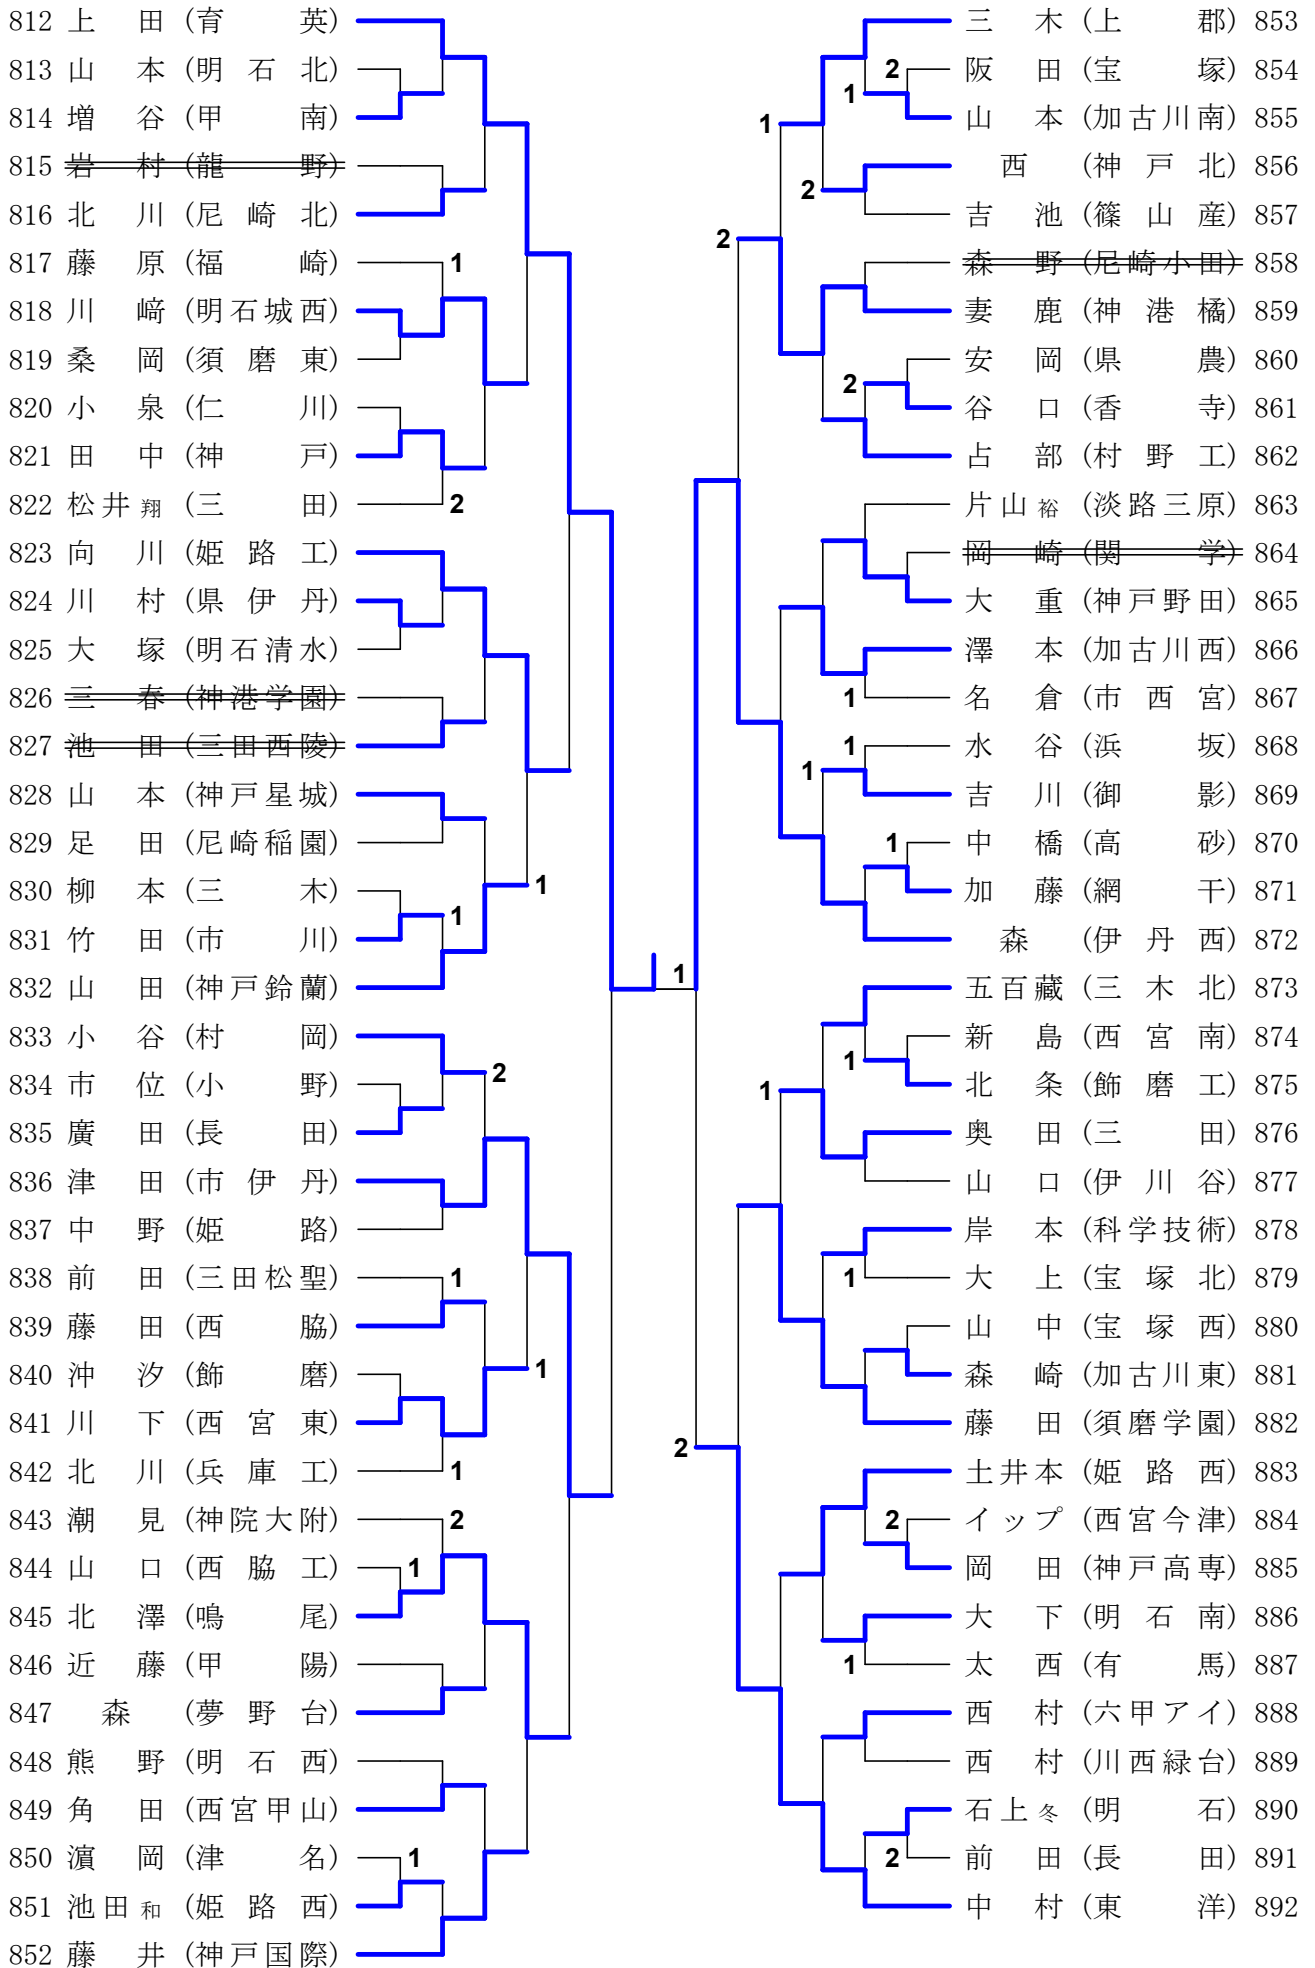 812 上田 (育英)
813 山本 (明石北)
814 増谷 (甲南)
815 岩村 (龍野)
816 北川 (尼崎北)
817 藤原 (福崎) 1
818 川﨑 (明石城西)
819 桑岡 (須磨東)
820 小泉 (仁川)
821 田中 (神戸)
822 松井翔 (三田) 2
823 向川 (姫路工)
824 川村 (県伊丹)
825 大塚 (明石清水)
826 三春 (神港学園)
827 池田 (三田西陵)
828 山本 (神戸星城)
829 足田 (尼崎稲園)
1
830 柳本 (三木)
1
831 竹田 (市川)
832 山田 (神戸鈴蘭)
833 小谷 (村岡)
2
834 市位 (小野)
835 廣田 (長田)
836 津田 (市伊丹)
837 中野 (姫路)
838 前田 (三田松聖) 1
839 藤田 (西脇)
1
840 沖汐 (飾磨)
841 川下 (西宮東)
842 北川 (兵庫工) 1
843 潮見 (神院大附) 2
844 山口 (西脇工) 1
845 北澤 (鳴尾)
846 近藤 (甲陽)
847 森 (夢野台)
848 熊野 (明石西)
849 角田 (西宮甲山)
850 濵岡 (津名) 1
851 池田和 (姫路西)
852 藤井 (神戸国際)
1
三木 (上郡) 853
2 阪田 (宝塚) 854
1
山本 (加古川南) 855
1
西 (神戸北) 856
2
吉池 (篠山産) 857
2
森野 (尼崎小田) 858
妻鹿 (神港橘) 859
安岡 (県農) 860
2
谷口 (香寺) 861
占部 (村野工) 862
片山裕 (淡路三原) 863
岡崎 (関学) 864
大重 (神戸野田) 865
澤本 (加古川西) 866
1 名倉 (市西宮) 867
1 水谷 (浜坂) 868
1
吉川 (御影) 869
1 中橋 (高砂) 870
加藤 (網干) 871
森 (伊丹西) 872
五百藏 (三木北) 873
新島 (西宮南) 874
1
北条 (飾磨工) 875
1
奥田 (三田) 876
山口 (伊川谷) 877
岸本 (科学技術) 878
1 大上 (宝塚北) 879
山中 (宝塚西) 880
森崎 (加古川東) 881
藤田 (須磨学園) 882
2
土井本 (姫路西) 883
2 イップ (西宮今津) 884
岡田 (神戸高専) 885
大下 (明石南) 886
1 太西 (有馬) 887
西村 (六甲アイ) 888
西村 (川西緑台) 889
石上冬 (明石) 890
2 前田 (長田) 891
中村 (東洋) 892